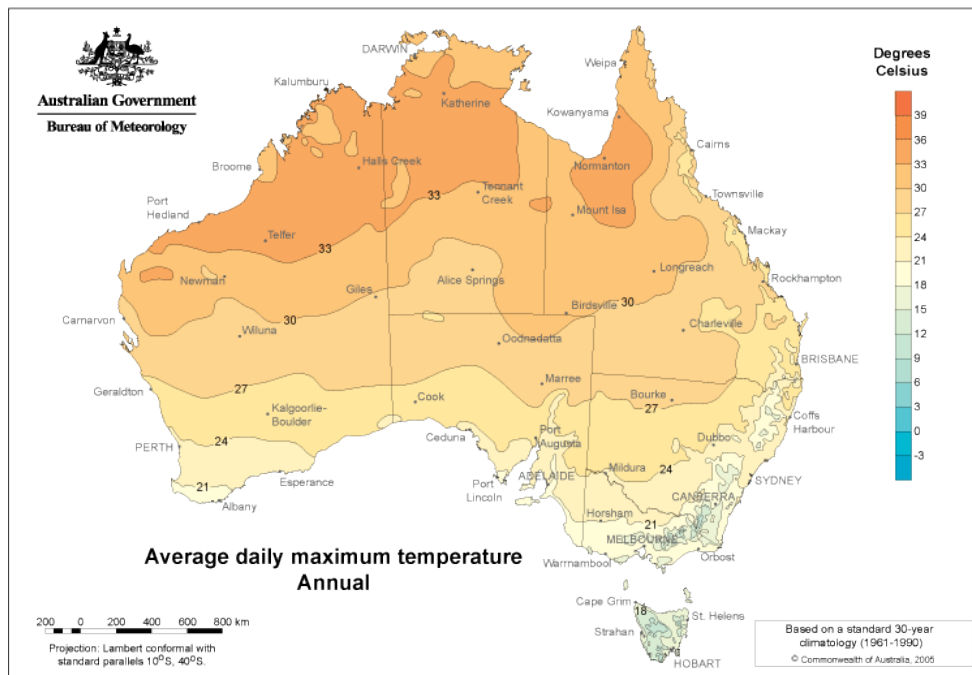 Australian Government
Bureau of Meteorology
Degrees
Celsius
39
36
33
30
27
24
21
18
15
12
9
6
3
0
-3
DARWIN
Kalumburu
Katherine
Weipa
Kowanyama
Cairns
Broome
Halls Creek
Normanton
Tennant
Creek
33
Townsville
Port
Hedland
Mount Isa
Mackay
Telfer
33
Newman
Alice Springs
Longreach
Rockhampton
Giles
Birdsville
30
Carnarvon
30
Wiluna
Charleville
Oodnadatta
BRISBANE
Geraldton
27
Marree
Bourke
27
Kalgoorlie-
Boulder
Cook
Coffs
Harbour
PERTH
24
Ceduna
Port
Augusta
Dubbo
Mildura
24
ADELAIDE
SYDNEY
21
Esperance
Port
Lincoln
CANBERRA
Albany
Horsham
21
MELBOURNE
Orbost
Warrnambool
Average daily maximum temperature
Annual
Cape Grim
18
St. Helens
Strahan
HOBART
200 0 200 400 600 800 km
Projection: Lambert conformal with
standard parallels 10°S, 40°S.
Based on a standard 30-year
climatology (1961-1990)
© Commonwealth of Australia, 2005